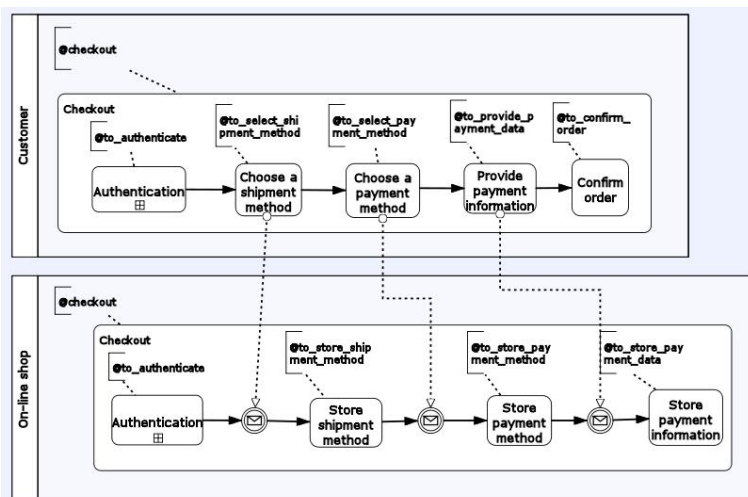 Customer
@checkout
Checkout
@to_authenticate
@to_select_shi
pment_method
@to_select_pay
ment_method
@to_provide_p
ayment_data
@to_confirm_
order
Authentication
Choose a
shipment
method
Choose a
payment
method
Provide
payment
information
Confirm
order
On-line shop
@checkout
Checkout
@to_authenticate
@to_store_ship
ment_method
@to_store_pay
ment_method
@to_store_pay
ment_data
Authentication
Store
shipment
method
Store
payment
method
Store
payment
information